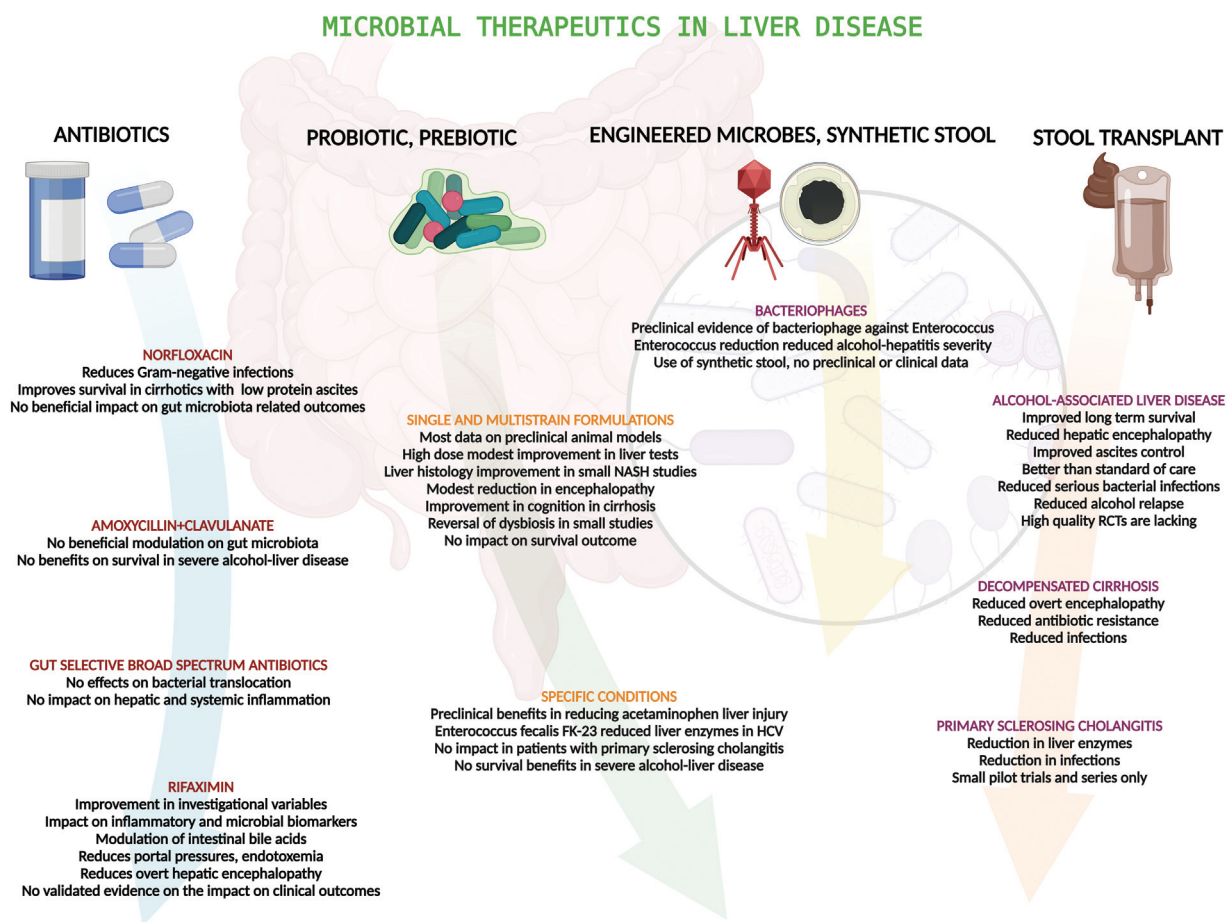 MICROBIAL THERAPEUTICS IN LIVER DISEASE
ANTIBIOTICS
NORFLOXACIN
Reduces Gram-negative infections
Improves survival in cirrhotics with low protein ascites
No beneficial impact on gut microbiota related outcomes
AMOXYCILLIN+CLAVULANATE
No beneficial modulation on gut microbiota
No benefits on survival in severe alcohol-liver disease
GUT SELECTIVE BROAD SPECTRUM ANTIBIOTICS
No effects on bacterial translocation
No impact on hepatic and systemic inflammation
RIFAXIMIN
Improvement in investigational variables
Impact on inflammatory and microbial biomarkers
Modulation of intestinal bile acids
Reduces portal pressures, endotoxemia
Reduces overt hepatic encephalopathy
No validated evidence on the impact on clinical outcomes
PROBIOTIC, PREBIOTIC
SINGLE AND MULTISTRAIN FORMULATIONS
Most data on preclinical animal models
High dose modest improvement in liver tests
Liver histology improvement in small NASH studies
Modest reduction in encephalopathy
Improvement in cognition in cirrhosis
Reversal of dysbiosis in small studies
No impact on survival outcome
SPECIFIC CONDITIONS
Preclinical benefits in reducing acetaminophen liver injury
Enterococcus fecalis FK-23 reduced liver enzymes in HCV
No impact in patients with primary sclerosing cholangitis
No survival benefits in severe alcohol-liver disease
ENGINEERED MICROBES, SYNTHETIC STOOL
BACTERIOPHAGES
Preclinical evidence of bacteriophage against Enterococcus
Enterococcus reduction reduced alcohol-hepatitis severity
Use of synthetic stool, no preclinical or clinical data
STOOL TRANSPLANT
ALCOHOL-ASSOCIATED LIVER DISEASE
Improved long term survival
Reduced hepatic encephalopathy
Improved ascites control
Better than standard of care
Reduced serious bacterial infections
Reduced alcohol relapse
High quality RCTs are lacking
DECOMPENSATED CIRRHOSIS
Reduced overt encephalopathy
Reduced antibiotic resistance
Reduced infections
PRIMARY SCLEROSING CHOLANGITIS
Reduction in liver enzymes
Reduction in infections
Small pilot trials and series only